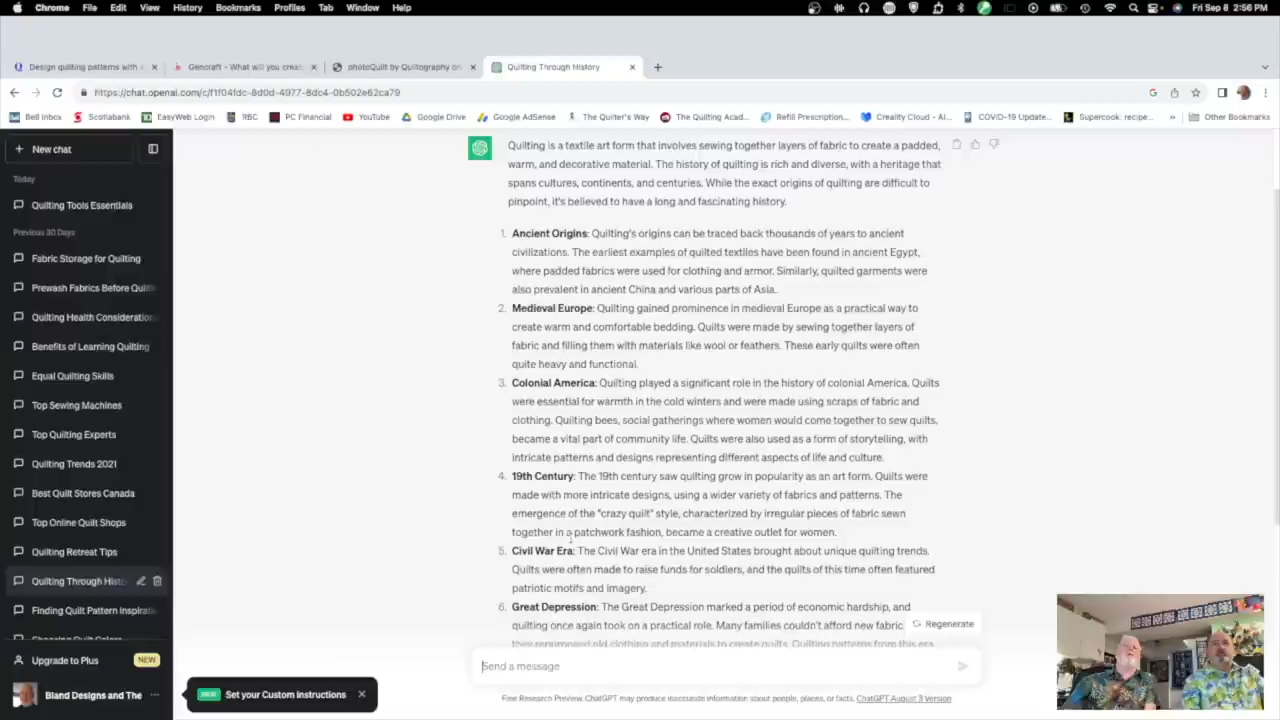 Chrome File Edit View History Bookmarks Profiles Tab Window Help
Fri Sep 8 2:56 PM
Design quilting patterns with
Gencraft - What will you creat
photoQuilt by Quiltography on
Quilting Through History
https://chat.openai.com/c/f1f04fdc-8d0d-4977-8dc4-0b502e62ca79
Bell Inbox Scotiabank EasyWeb Login RBC PC Financial YouTube Google Drive Google AdSense The Quilter's Way The Quilting Acad... Refill Prescription... Creality Cloud - Al... COVID-19 Update... Supercook: recipe... » Other Bookmarks
New chat
Today
Quilting Tools Essentials
Previous 30 Days
Fabric Storage for Quilting
Prewash Fabrics Before Quilti
Quilting Health Consideration
Benefits of Learning Quilting
Equal Quilting Skills
Top Sewing Machines
Top Quilting Experts
Quilting Trends 2021
Best Quilt Stores Canada
Top Online Quilt Shops
Quilting Retreat Tips
Quilting Through Hist
Finding Quilt Pattern Inspirati
Choosing Quilt Colors
Upgrade to Plus NEW
Bland Designs and The ...
Quilting is a textile art form that involves sewing together layers of fabric to create a padded,
warm, and decorative material. The history of quilting is rich and diverse, with a heritage that
spans cultures, continents, and centuries. While the exact origins of quilting are difficult to
pinpoint, it's believed to have a long and fascinating history.
1. Ancient Origins: Quilting's origins can be traced back thousands of years to ancient
civilizations. The earliest examples of quilted textiles have been found in ancient Egypt,
where padded fabrics were used for clothing and armor. Similarly, quilted garments were
also prevalent in ancient China and various parts of Asia.
2. Medieval Europe: Quilting gained prominence in medieval Europe as a practical way to
create warm and comfortable bedding. Quilts were made by sewing together layers of
fabric and filling them with materials like wool or feathers. These early quilts were often
quite heavy and functional.
3. Colonial America: Quilting played a significant role in the history of colonial America. Quilts
were essential for warmth in the cold winters and were made using scraps of fabric and
clothing. Quilting bees, social gatherings where women would come together to sew quilts,
became a vital part of community life. Quilts were also used as a form of storytelling, with
intricate patterns and designs representing different aspects of life and culture.
4. 19th Century: The 19th century saw quilting grow in popularity as an art form. Quilts were
made with more intricate designs, using a wider variety of fabrics and patterns. The
emergence of the "crazy quilt" style, characterized by irregular pieces of fabric sewn
together in a patchwork fashion, became a creative outlet for women.
5. Civil War Era: The Civil War era in the United States brought about unique quilting trends.
Quilts were often made to raise funds for soldiers, and the quilts of this time often featured
patriotic motifs and imagery.
6. Great Depression: The Great Depression marked a period of economic hardship, and
quilting once again took on a practical role. Many families couldn't afford new fabric
they repurposed old clothing and materials to create quilts. Quilting patterns from this era
Regenerate
Send a message
Set your Custom instructions
Free Research Preview. ChatGPT may produce inaccurate information about people, places, or facts. ChatGPT August 3 Version